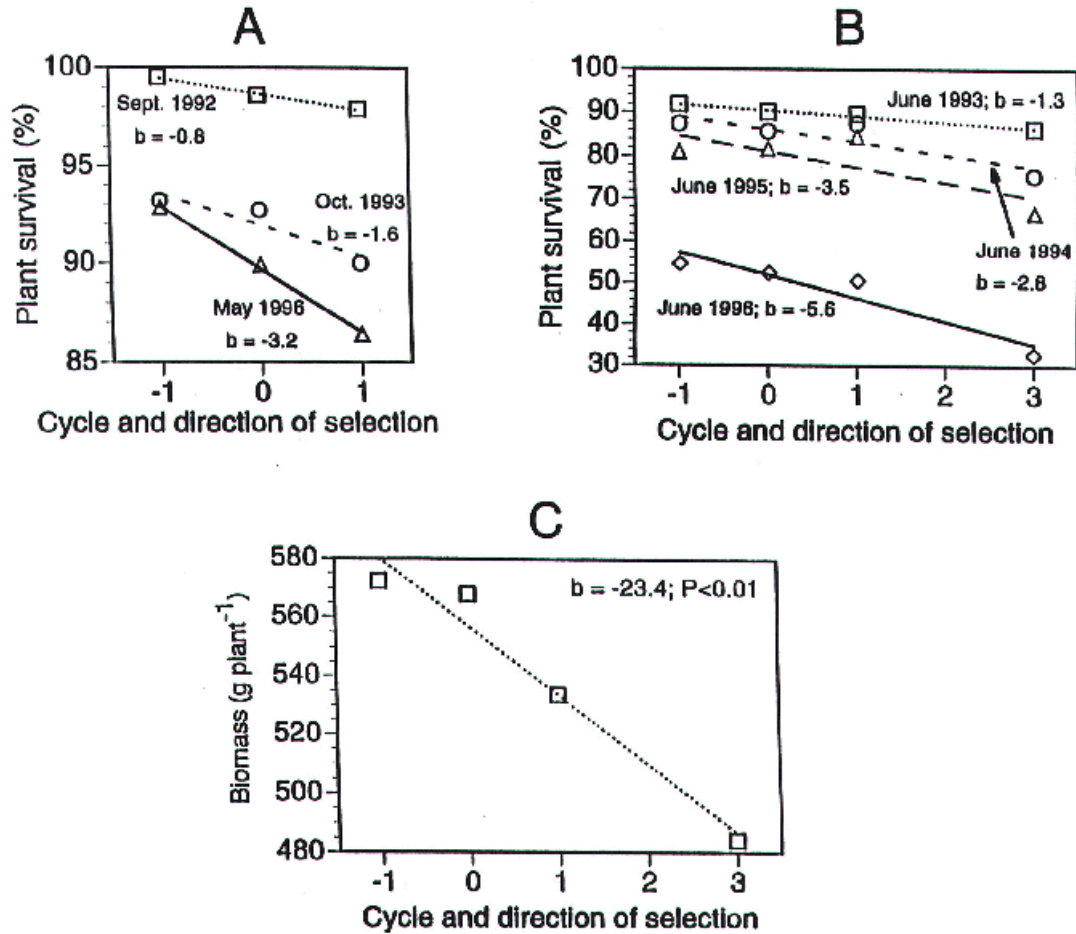 A
100
95
90
85
Plant survival (%)
Sept. 1992
b = -0.8
Oct. 1993
b = -1.6
May 1996
b = -3.2
-1 0 1
Cycle and direction of selection
B
100
90
80
70
60
50
40
30
Plant survival (%)
June 1993; b = -1.3
June 1995; b = -3.5
June 1994
b = -2.8
June 1996; b = -5.6
-1 0 1 2 3
Cycle and direction of selection
C
580
560
540
520
500
480
Biomass (g plant⁻¹)
b = -23.4; P<0.01
-1 0 1 2 3
Cycle and direction of selection